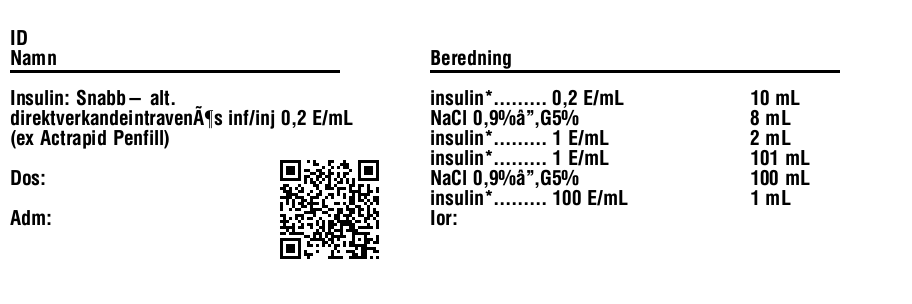 ID
Namn
Insulin: Snabb– alt.
direktverkandeintravenÃ¶s inf/inj 0,2 E/mL
(ex Actrapid Penfill)
Dos:
Adm:
Beredning
insulin*......... 0,2 E/mL 10 mL
NaCl 0,9%â”‚G5% 8 mL
insulin*......... 1 E/mL 2 mL
insulin*......... 1 E/mL 101 mL
NaCl 0,9%â”‚G5% 100 mL
insulin*......... 100 E/mL 1 mL
Ior: